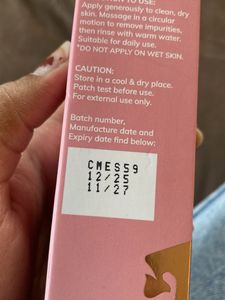 Apply generously to clean, dry
skin. Massage in a circular
motion to remove impurities,
then rinse with warm water.
Suitable for daily use.
*DO NOT APPLY ON WET SKIN.
CAUTION:
Store in a cool & dry place.
Patch test before use.
For external use only.
Batch number,
Manufacture date and
Expiry date find below:
CMES59
12/25
11/27